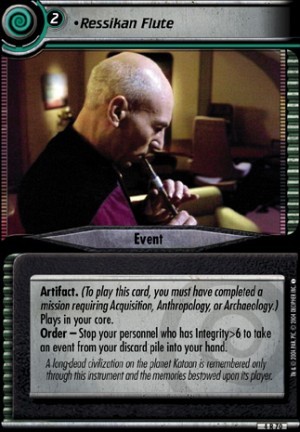 2
•Ressikan Flute
Event
Artifact. (To play this card, you must have completed a
mission requiring Acquisition, Anthropology, or Archaeology.)
Plays in your core.
Order – Stop your personnel who has Integrity>6 to take
an event from your discard pile into your hand.
A long-dead civilization on the planet Kataan is remembered only
through this instrument and the memories bestowed upon its player.